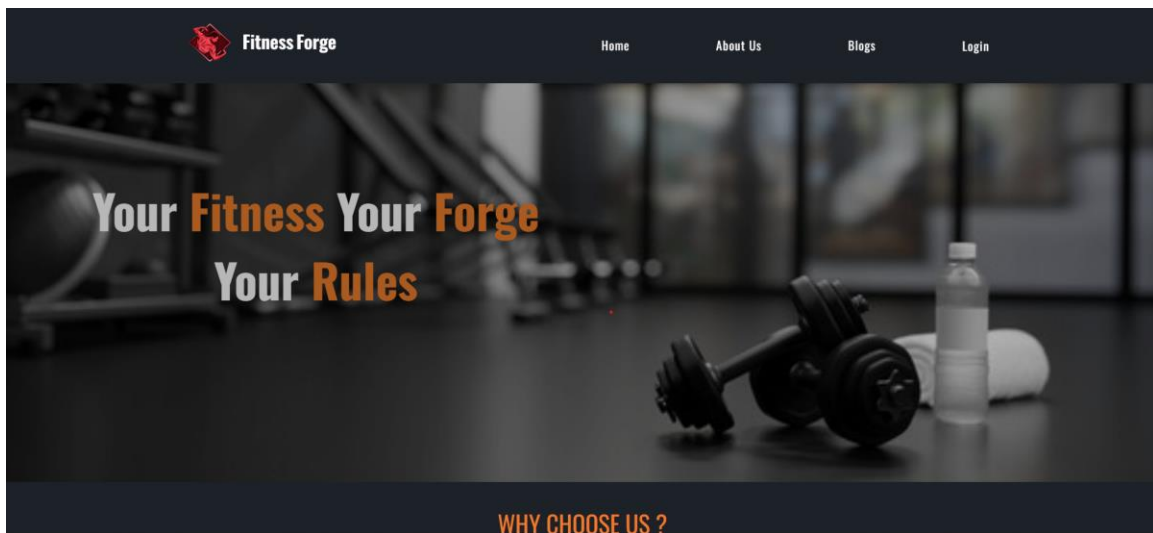 Fitness Forge
Home
About Us
Blogs
Login
Your Fitness Your Forge
Your Rules
WHY CHOOSE US ?